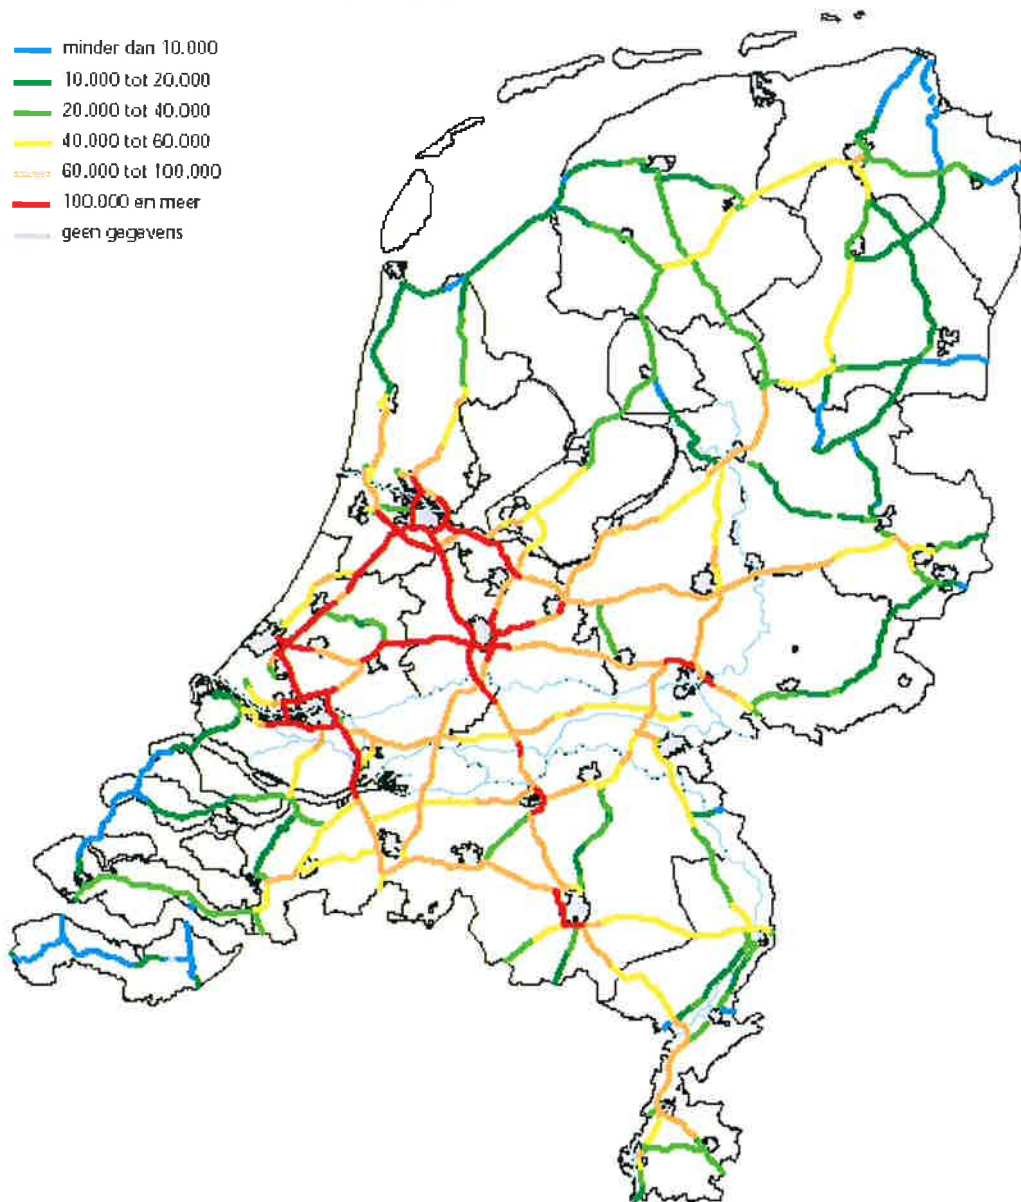 minder dan 10.000
10.000 tot 20.000
20.000 tot 40.000
40.000 tot 60.000
60.000 tot 100.000
100.000 en meer
geen gegevens